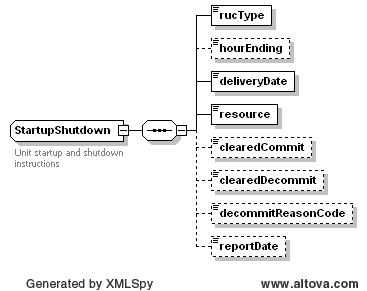 rucType
hourEnding
deliveryDate
resource
StartupShutdown
Unit startup and shutdown
instructions
clearedCommit
clearedDecommit
decommitReasonCode
reportDate
Generated by XMLSpy
www.altova.com